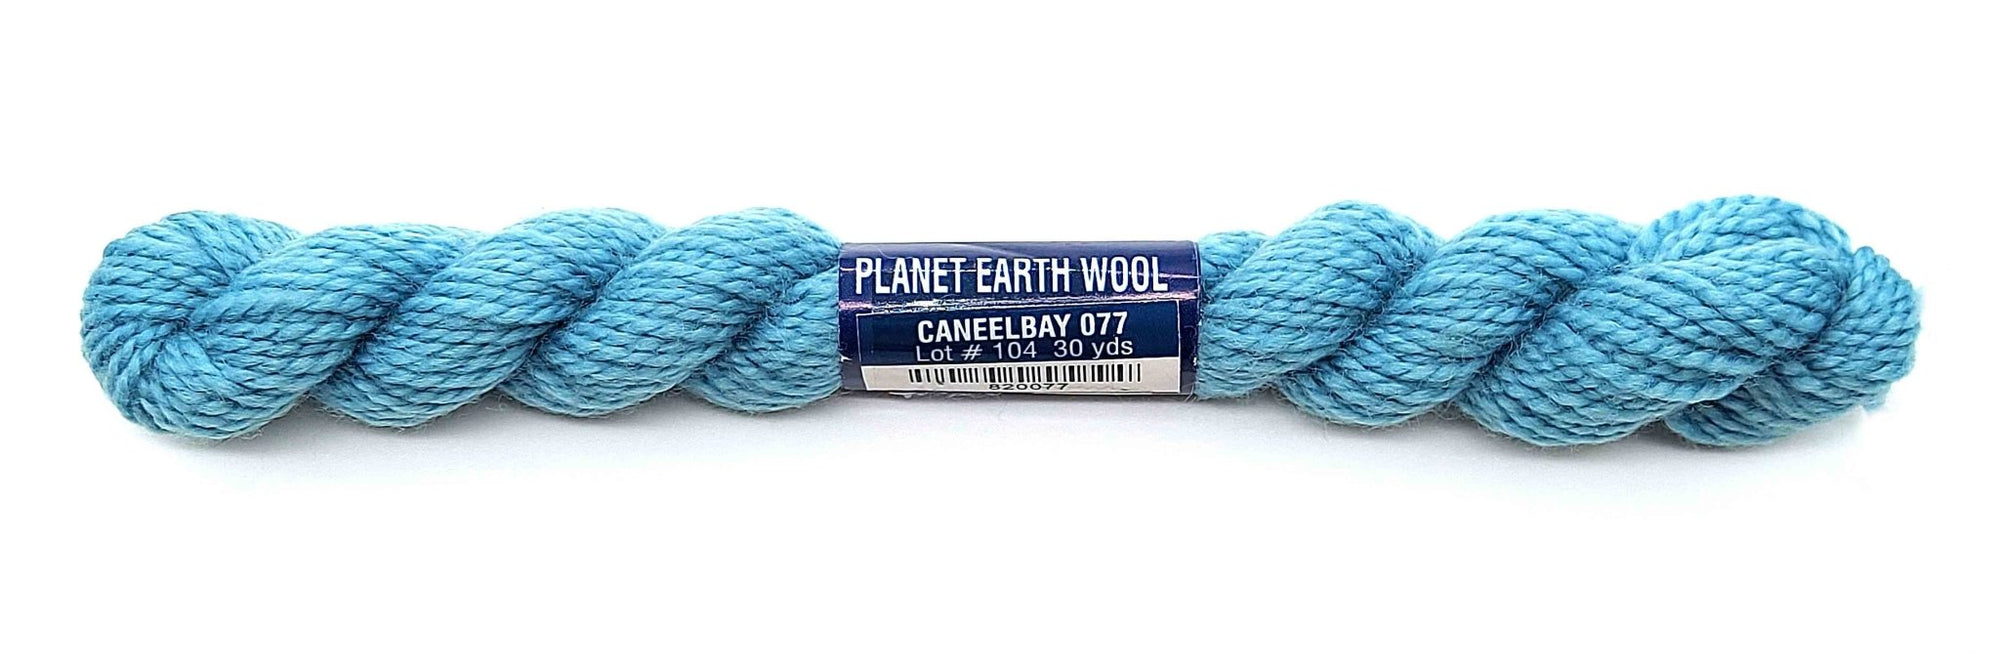 PLANET EARTH WOOL
CANEELBAY 077
Lot # 104 30 yds
820077